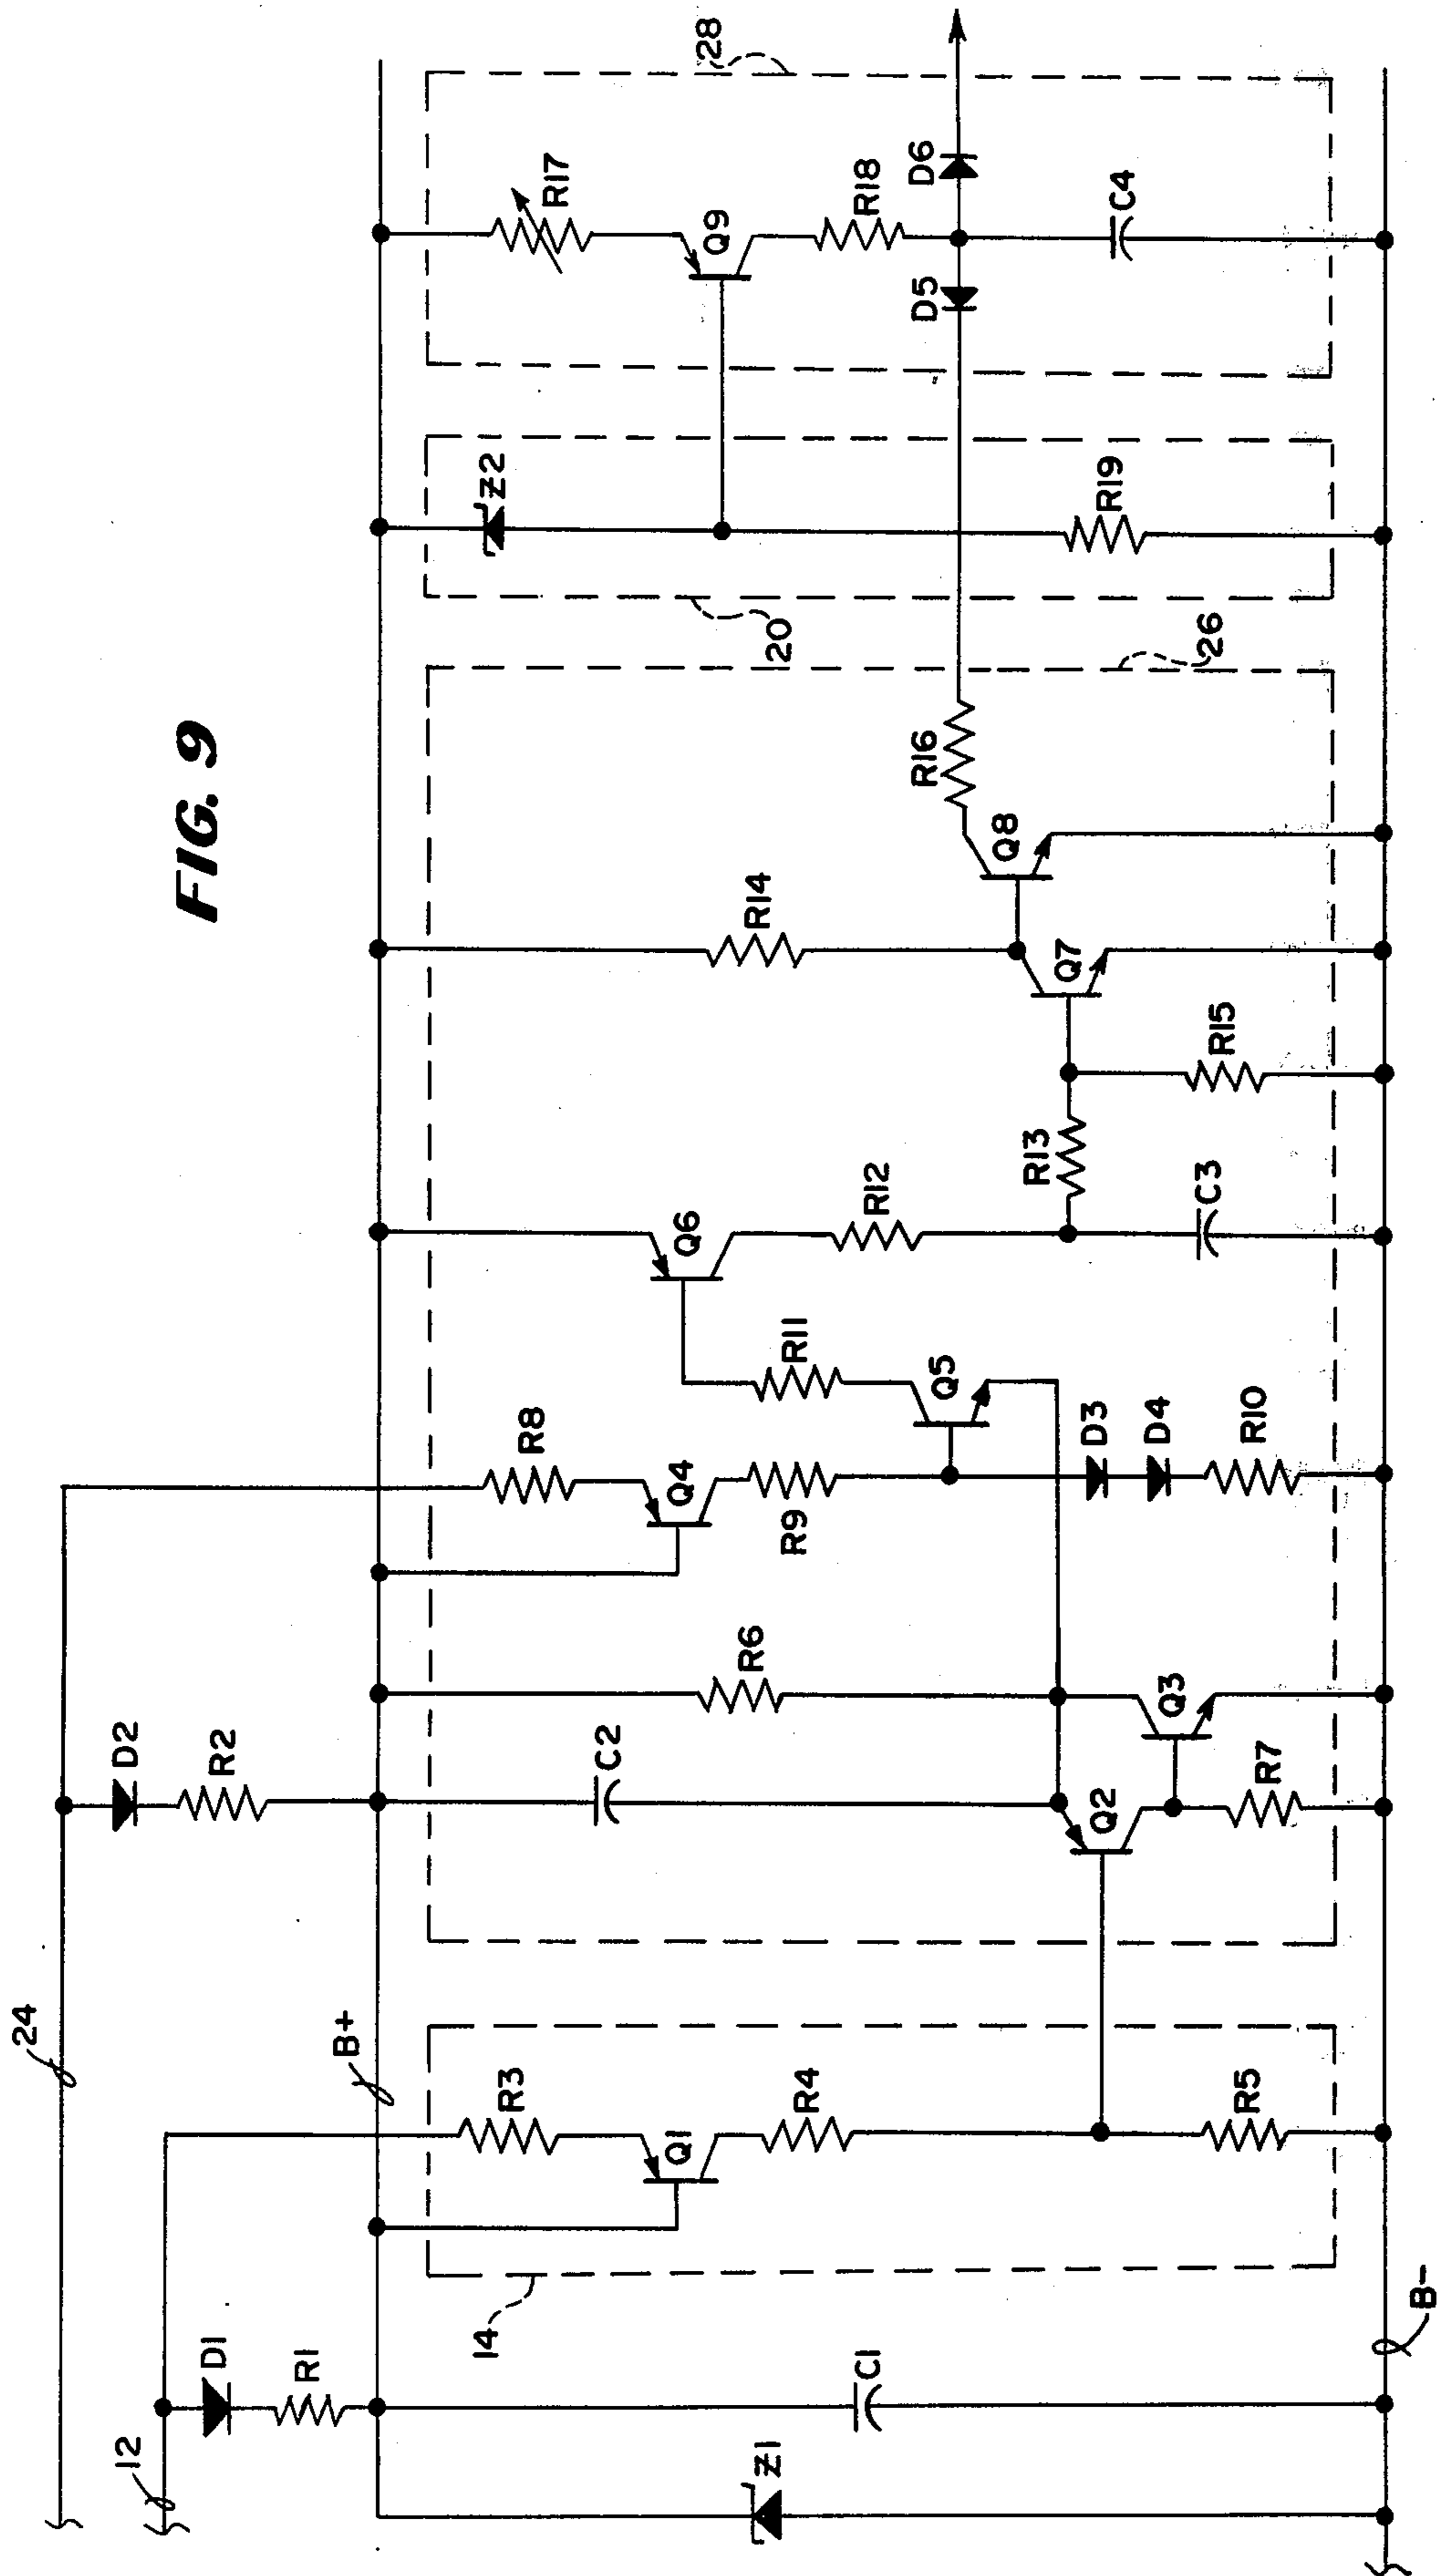 FIG. 9
24
12
D1
R1
Z1
C1
B+
B-
14
R3
Q1
R4
R5
D2
R2
C2
R6
Q2
Q3
R7
R8
Q4
R9
Q5
R11
D3
D4
R10
Q6
R12
R13
C3
R15
R14
Q7
Q8
R16
26
20
Z2
R19
28
R17
Q9
R18
D5
D6
C4